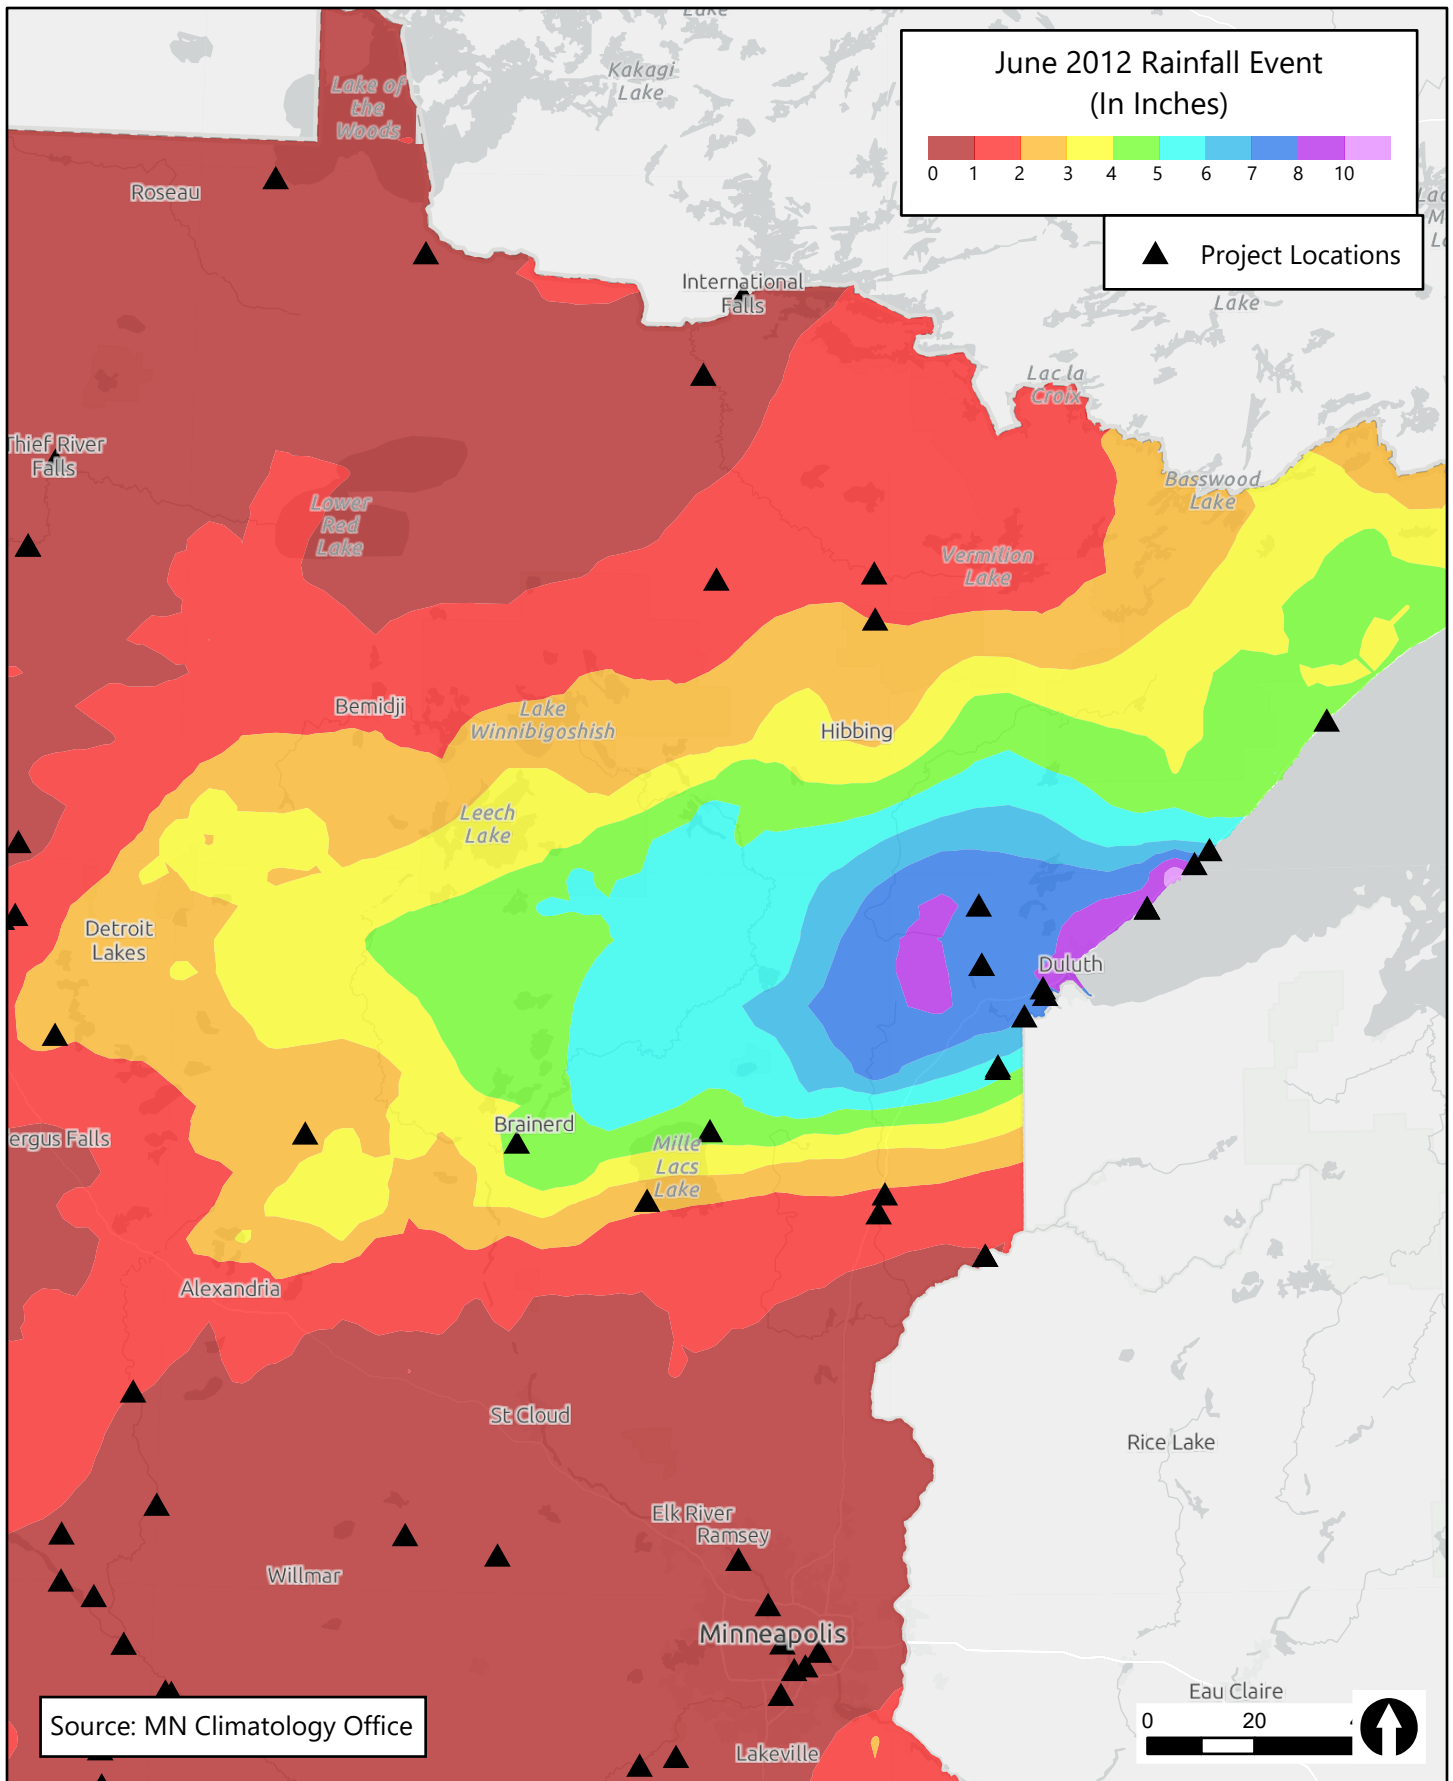 Lake
June 2012 Rainfall Event
(In Inches)
0 1 2 3 4 5 6 7 8 10
Project Locations
Kakagi
Lake
Lake of
the
Woods
Roseau
International
Falls
Lake
Lac la
Croix
Thief River
Falls
Lower
Red
Lake
Basswood
Lake
Vermilion
Lake
Bemidji
Lake
Winnibigoshish
Hibbing
Leech
Lake
Detroit
Lakes
Duluth
Brainerd
ergus Falls
Mille
Lacs
Lake
Alexandria
St Cloud
Rice Lake
Elk River
Ramsey
Willmar
Minneapolis
Eau Claire
Source: MN Climatology Office
Lakeville
0 20